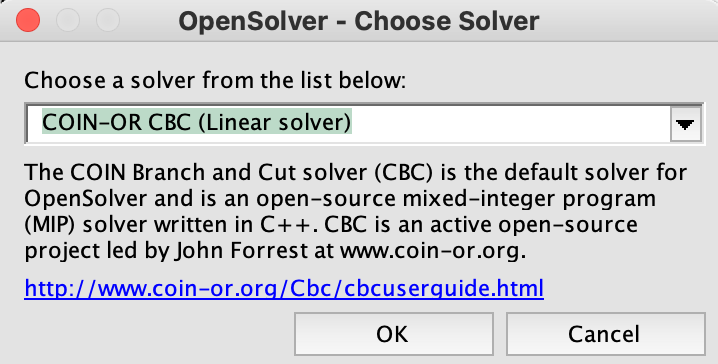 OpenSolver - Choose Solver
Choose a solver from the list below:
COIN-OR CBC (Linear solver)
The COIN Branch and Cut solver (CBC) is the default solver for
OpenSolver and is an open-source mixed-integer program
(MIP) solver written in C++. CBC is an active open-source
project led by John Forrest at www.coin-or.org.
http://www.coin-or.org/Cbc/cbcuserguide.html
OK Cancel